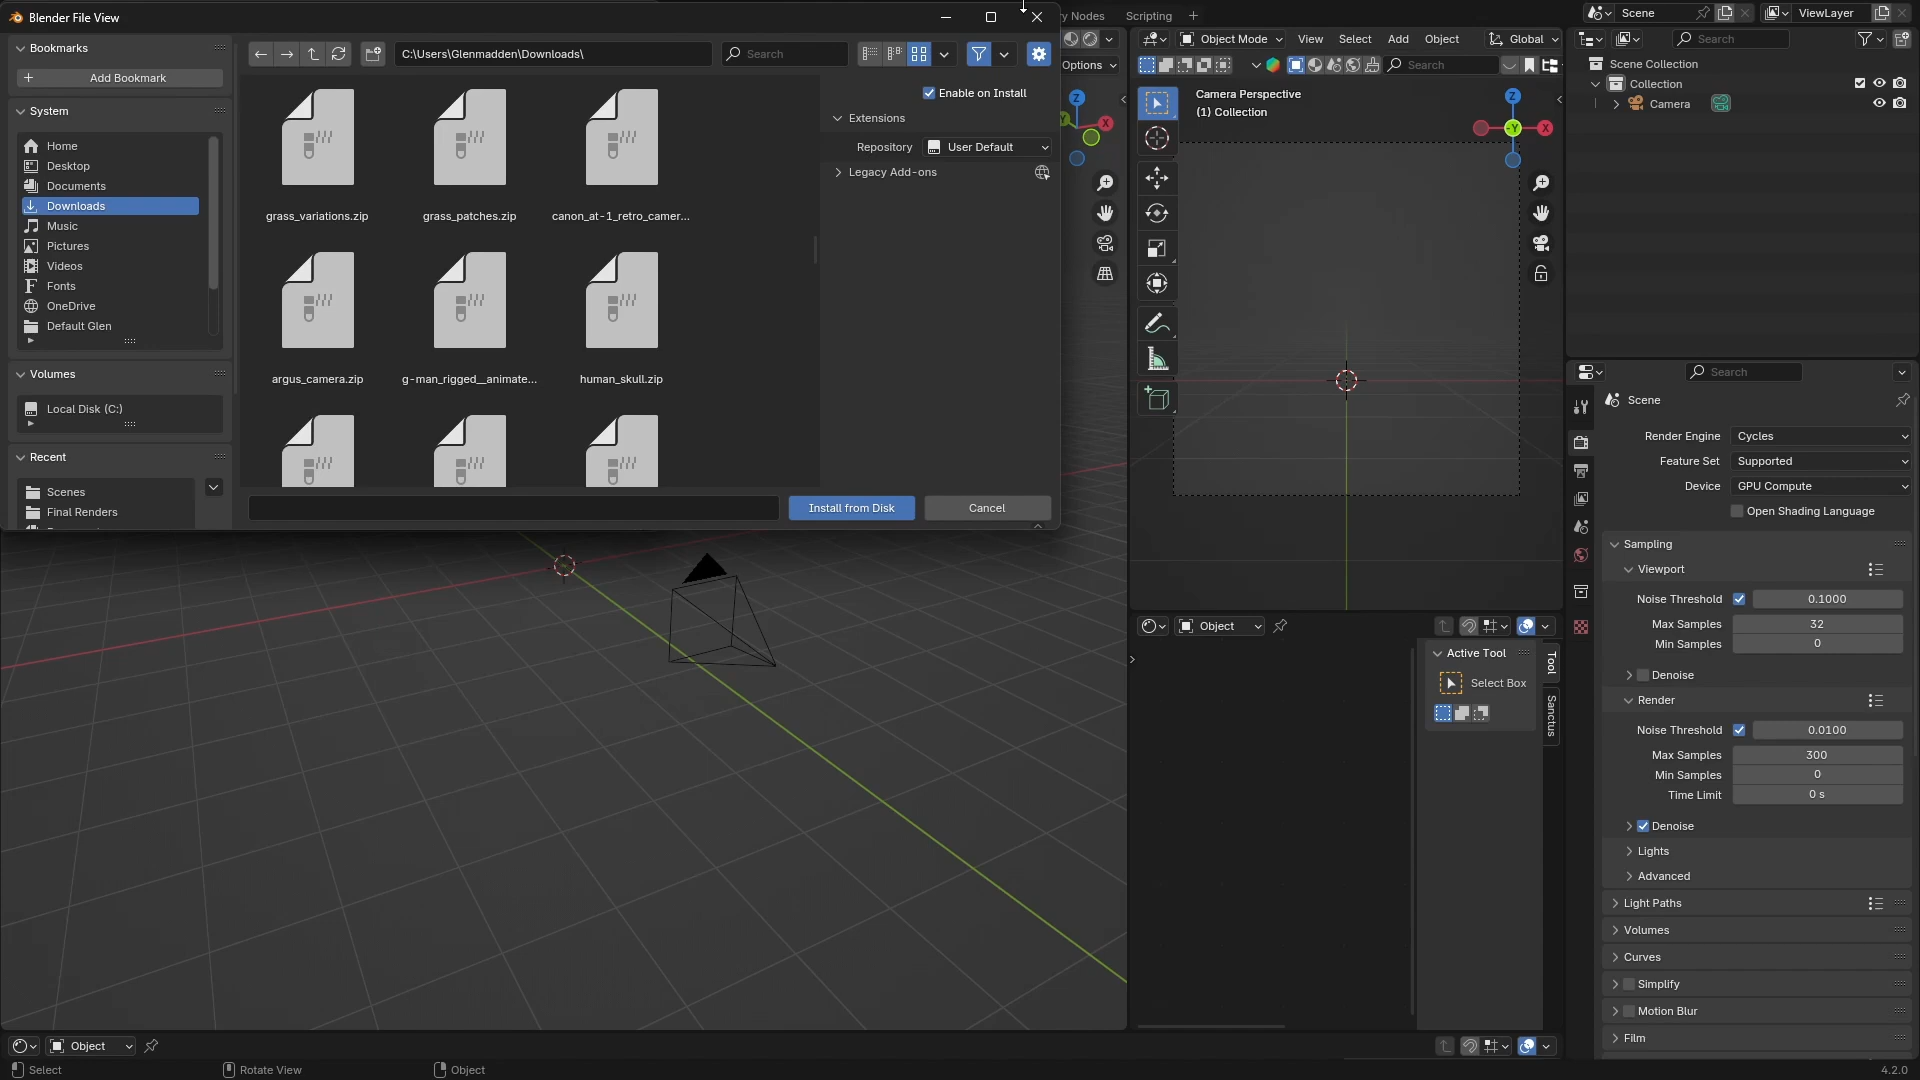 Blender File View
Bookmarks
Add Bookmark
System
Home
Desktop
Documents
Downloads
Music
Pictures
Videos
Fonts
OneDrive
Default Glen
Volumes
Local Disk (C:)
Recent
Scenes
Final Renders
C:\Users\Glenmadden\Downloads\
Search
grass_variations.zip
grass_patches.zip
canon_at-1_retro_camer...
argus_camera.zip
g-man_rigged__animate...
human_skull.zip
Enable on Install
Extensions
Repository User Default
Legacy Add-ons
Install from Disk
Cancel
ry Nodes
Scripting
Options
Z
X
Y
Object Mode
View
Select
Add
Object
Global
Search
Camera Perspective
(1) Collection
Z
-Y
X
Object
Active Tool
Select Box
Tool
Sanctus
Scene
ViewLayer
Search
Scene Collection
Collection
Camera
Search
Scene
Render Engine Cycles
Feature Set Supported
Device GPU Compute
Open Shading Language
Sampling
Viewport
Noise Threshold 0.1000
Max Samples 32
Min Samples 0
Denoise
Render
Noise Threshold 0.0100
Max Samples 300
Min Samples 0
Time Limit 0 s
Denoise
Lights
Advanced
Light Paths
Volumes
Curves
Simplify
Motion Blur
Film
Object
Select
Rotate View
Object
4.2.0